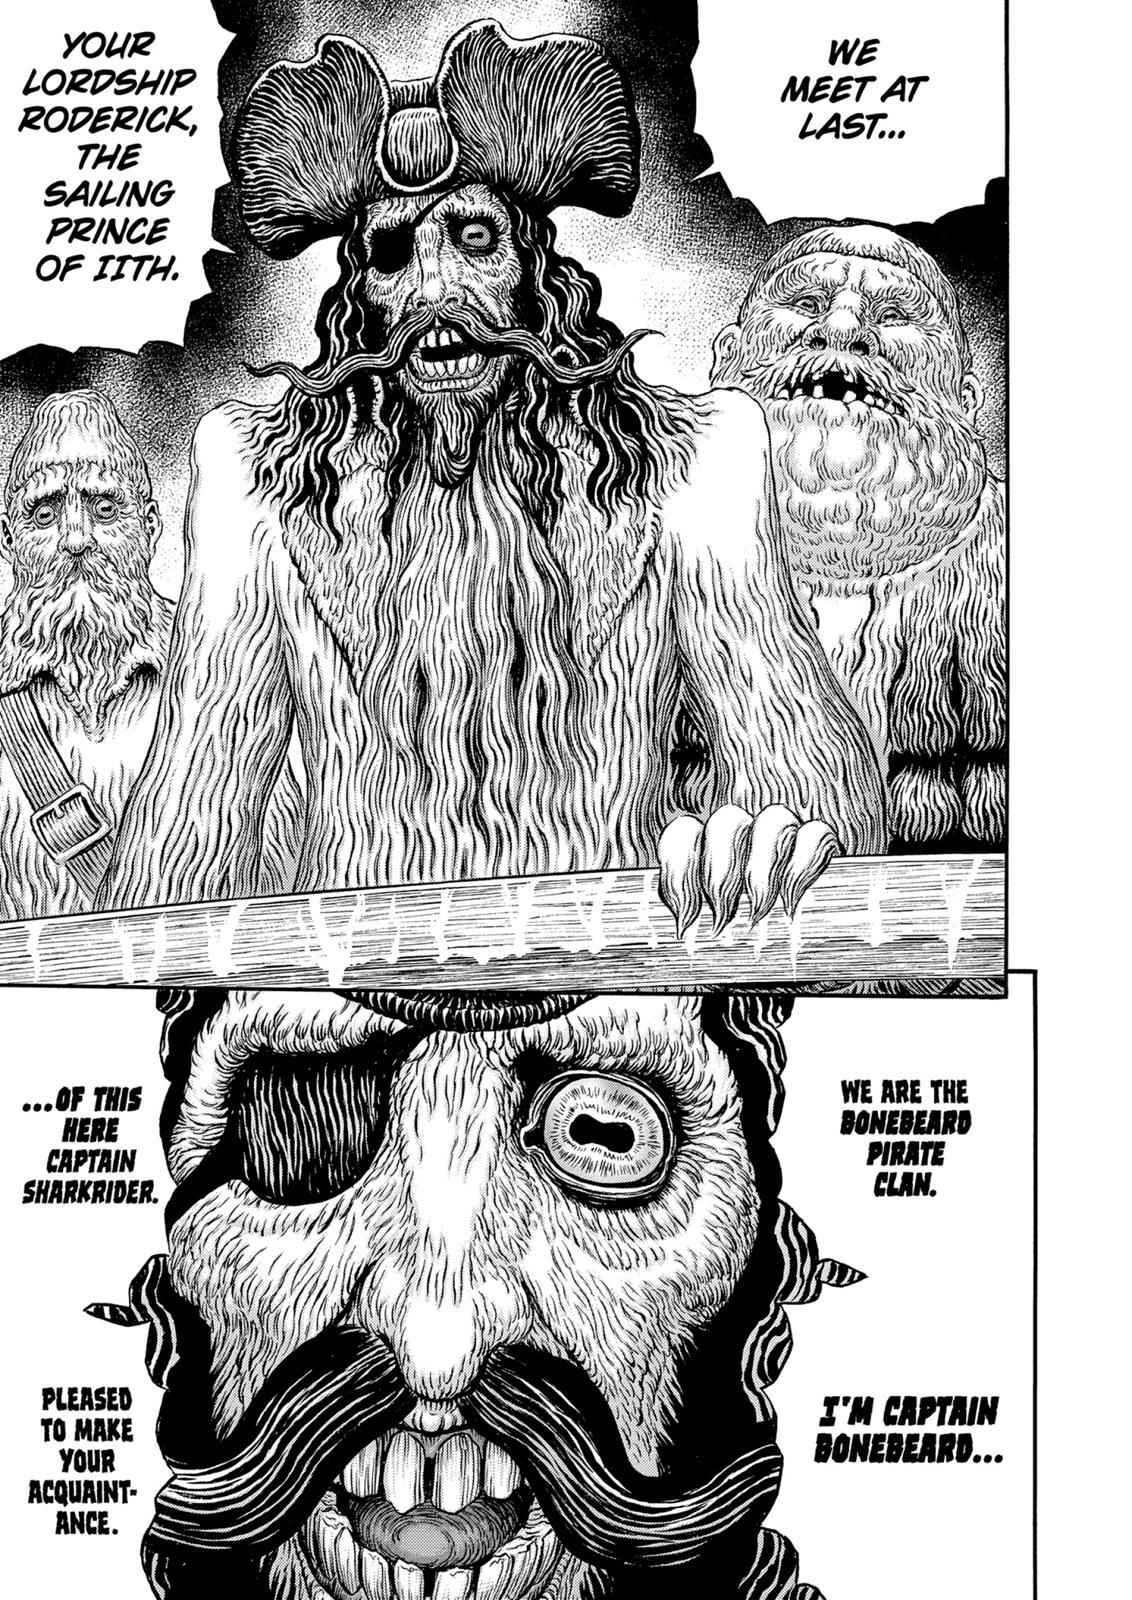 WE
MEET AT
LAST...
YOUR
LORDSHIP
RODERICK,
THE
SAILING
PRINCE
OF IITH.
WE ARE THE
BONEBEARD
PIRATE
CLAN.
I'M CAPTAIN
BONEBEARD...
...OF THIS
HERE
CAPTAIN
SHARKRIDER.
PLEASED
TO MAKE
YOUR
ACQUAINT-
ANCE.